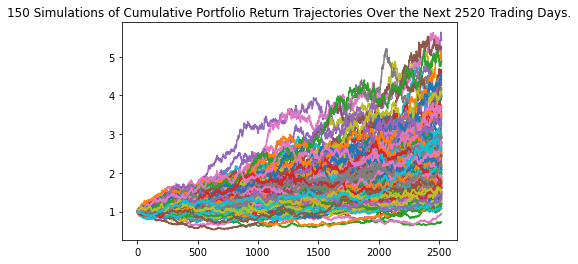 150 Simulations of Cumulative Portfolio Return Trajectories Over the Next 2520 Trading Days.
5
4
3
2
1
0 500 1000 1500 2000 2500